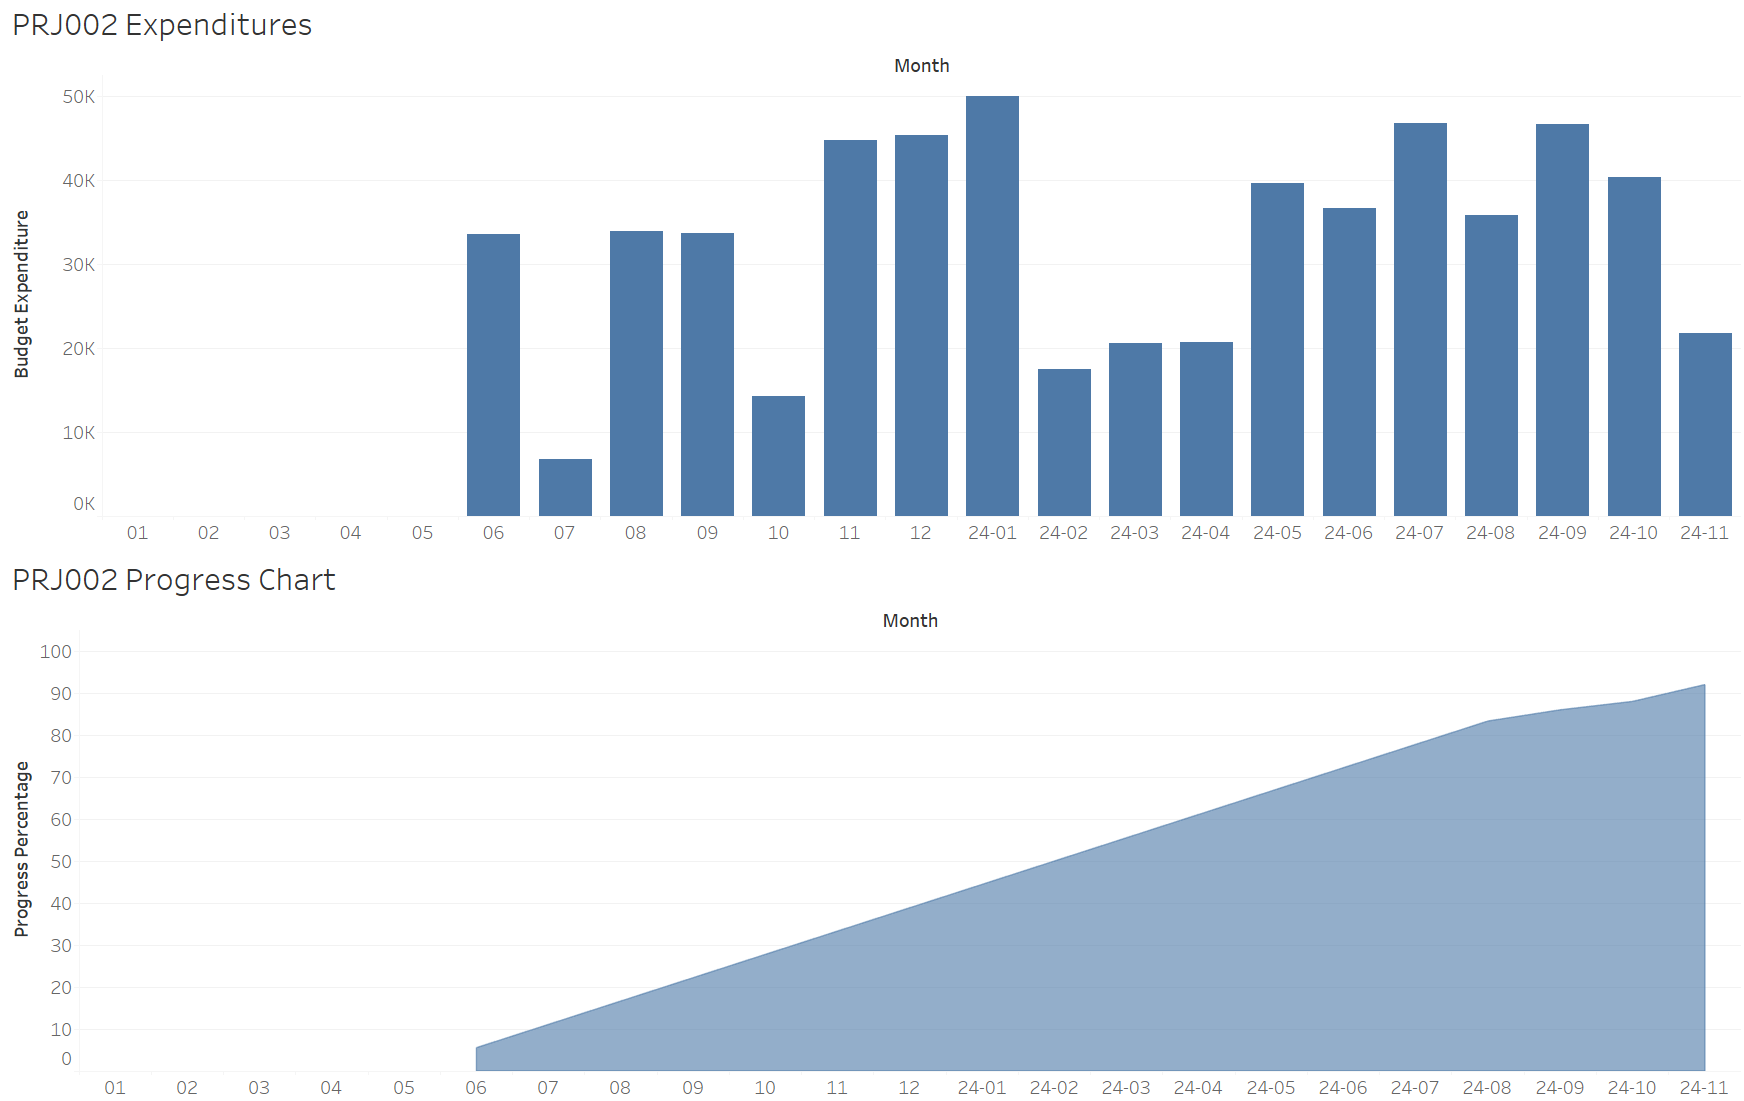 PRJ002 Expenditures
Month
Budget Expenditure
50K
40K
30K
20K
10K
0K
01 02 03 04 05 06 07 08 09 10 11 12 24-01 24-02 24-03 24-04 24-05 24-06 24-07 24-08 24-09 24-10 24-11
PRJ002 Progress Chart
Month
Progress Percentage
100
90
80
70
60
50
40
30
20
10
0
01 02 03 04 05 06 07 08 09 10 11 12 24-01 24-02 24-03 24-04 24-05 24-06 24-07 24-08 24-09 24-10 24-11